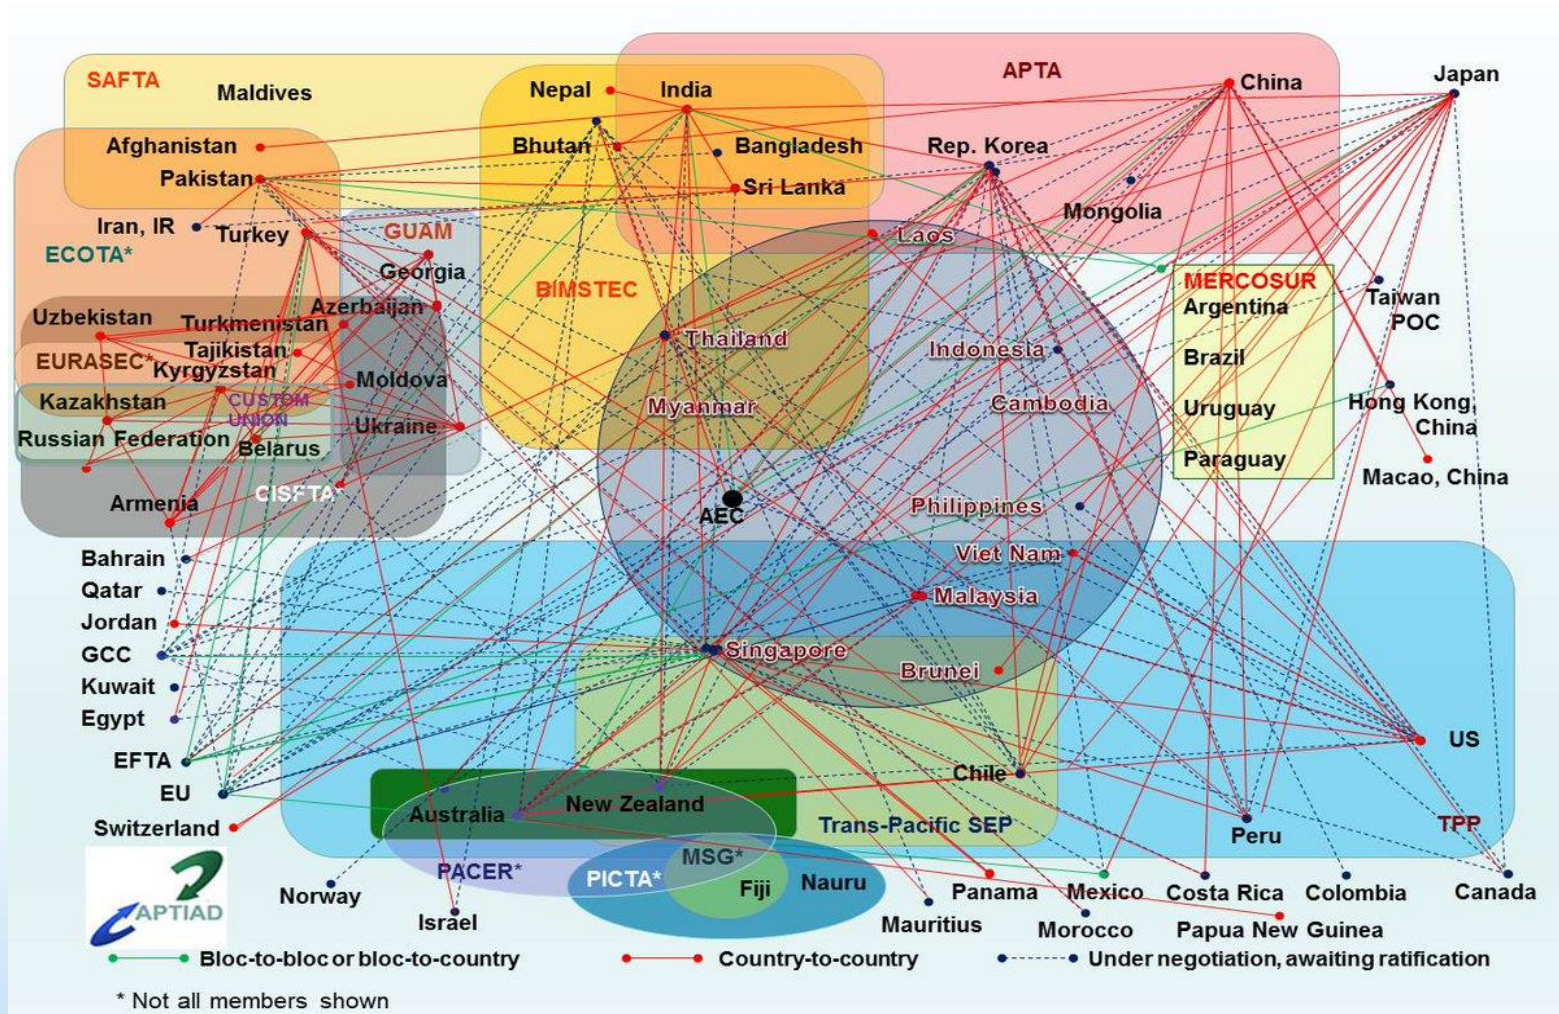 SAFTA
Maldives
Nepal
India
APTA
China
Japan
Afghanistan
Bhutan
Bangladesh
Rep. Korea
Pakistan
Sri Lanka
Iran, IR
Turkey
Mongolia
ECOTA*
GUAM
Laos
Georgia
BIMSTEC
MERCOSUR
Argentina
Brazil
Uruguay
Paraguay
Taiwan
POC
Uzbekistan
Azerbaijan
Turkmenistan
Thailand
Indonesia
EURASEC*
Tajikistan
Kyrgyzstan
Moldova
Kazakhstan
CUSTOM
UNION
Myanmar
Cambodia
Hong Kong,
China
Russian Federation
Belarus
Ukraine
Macao, China
Armenia
CISFTA*
AEC
Philippines
Viet Nam
Malaysia
Bahrain
Qatar
Jordan
GCC
Singapore
Brunei
Kuwait
Egypt
EFTA
EU
Switzerland
US
Chile
Australia
New Zealand
Trans-Pacific SEP
Peru
TPP
PACER*
PICTA*
MSG*
Fiji
Nauru
Norway
Israel
Mauritius
Panama
Morocco
Mexico
Costa Rica
Papua New Guinea
Colombia
Canada
APTIAD
Bloc-to-bloc or bloc-to-country
Country-to-country
Under negotiation, awaiting ratification
* Not all members shown